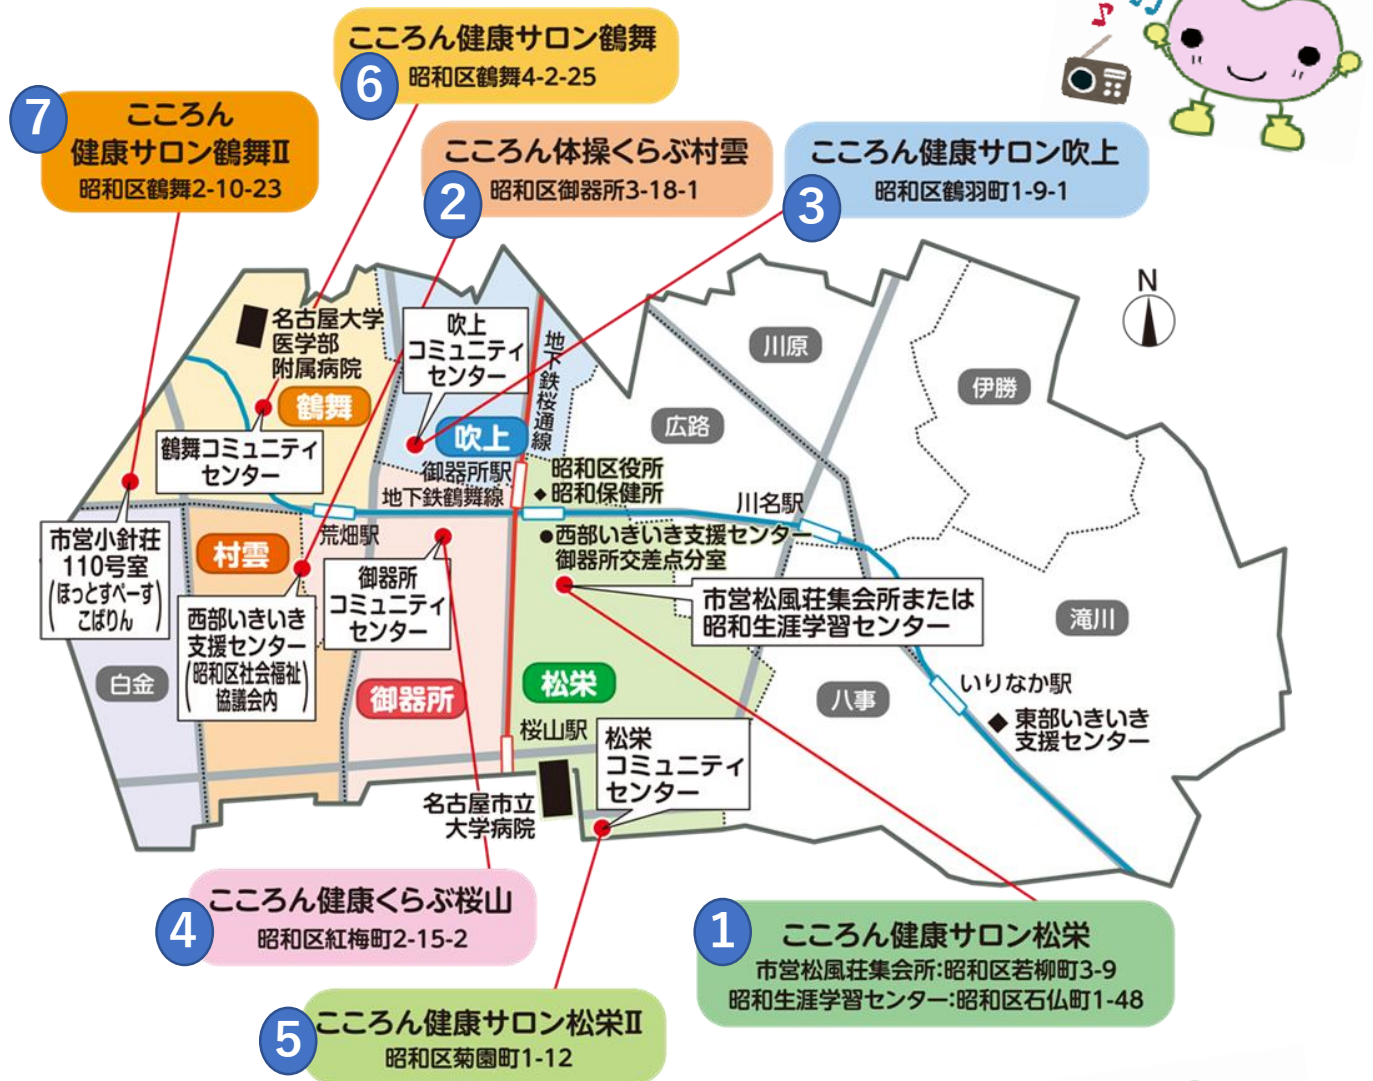 こころん健康サロン鶴舞
6
昭和区鶴舞4-2-25
7
こころん
健康サロン鶴舞Ⅱ
昭和区鶴舞2-10-23
こころん体操くらぶ村雲
2
昭和区御器所3-18-1
こころん健康サロン吹上
3
昭和区鶴羽町1-9-1
N
名古屋大学
医学部
附属病院
吹上
コミュニティ
センター
地下鉄桜通線
川原
伊勝
鶴舞
吹上
広路
鶴舞コミュニティ
センター
御器所駅
地下鉄鶴舞線
昭和区役所
昭和保健所
川名駅
荒畑駅
西部いきいき支援センター
御器所交差点分室
市営小針荘
110号室
(ほっとすぺーす
こばりん)
村雲
御器所
コミュニティ
センター
市営松風荘集会所または
昭和生涯学習センター
滝川
西部いきいき
支援センター
(昭和区社会福祉
協議会内)
白金
御器所
松栄
八事
いりなか駅
東部いきいき
支援センター
桜山駅
松栄
コミュニティ
センター
名古屋市立
大学病院
4
こころん健康くらぶ桜山
昭和区紅梅町2-15-2
1
こころん健康サロン松栄
市営松風荘集会所:昭和区若柳町3-9
昭和生涯学習センター:昭和区石仏町1-48
5
こころん健康サロン松栄Ⅱ
昭和区菊園町1-12